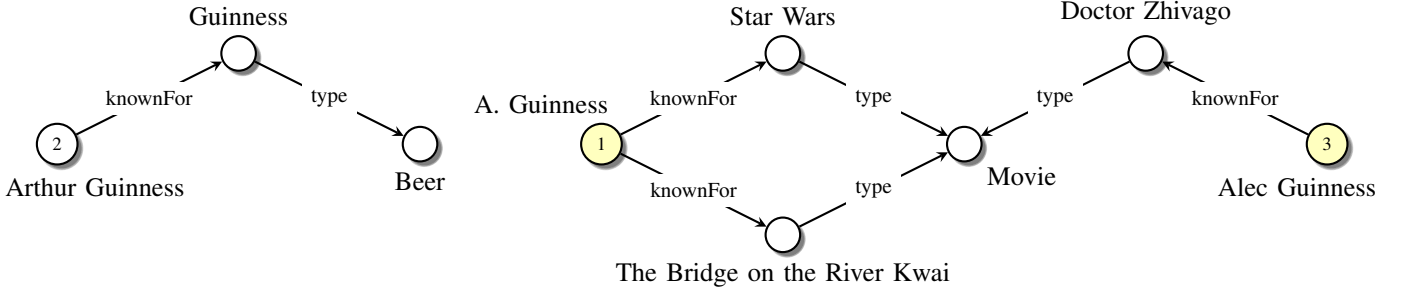 Guinness
Star Wars
Doctor Zhivago
knownFor
type
A. Guinness
knownFor
type
type
knownFor
2
1
3
Arthur Guinness
Beer
knownFor
type
Movie
Alec Guinness
The Bridge on the River Kwai